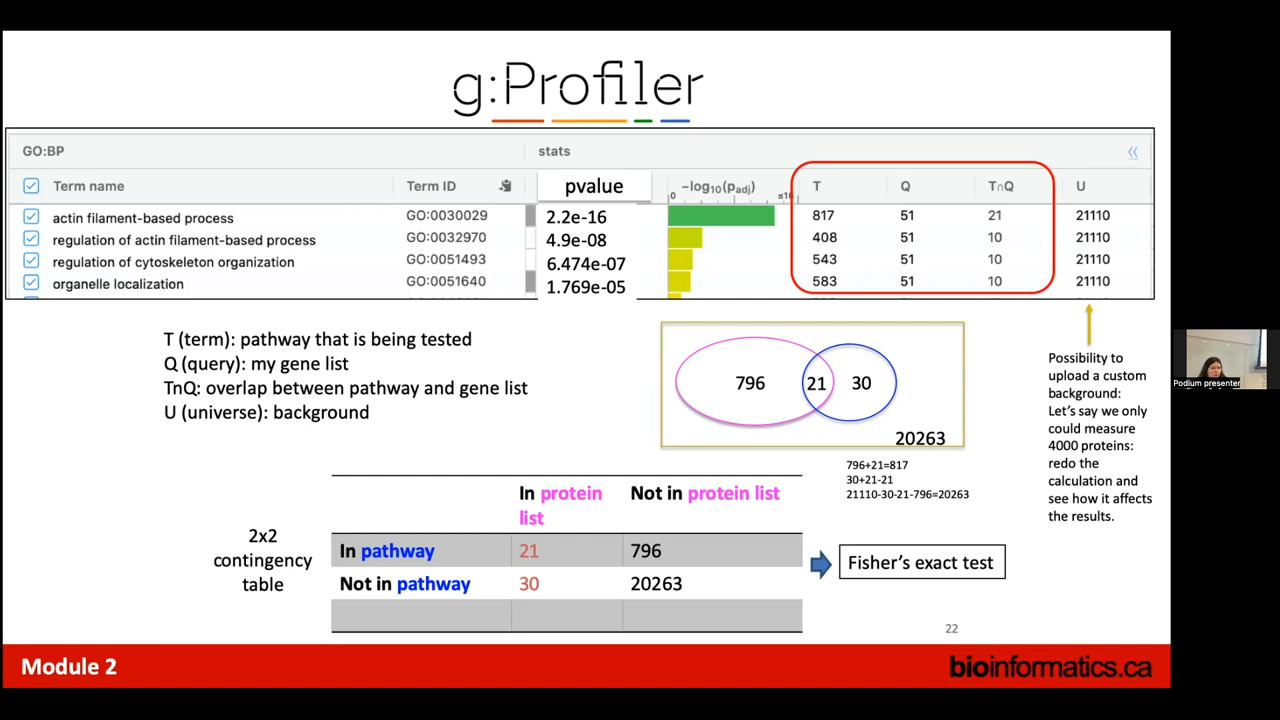 g:Profiler
GO:BP stats «
Term name Term ID pvalue 0 −log10(padj) ≤16 T Q T∩Q U
actin filament-based process GO:0030029 2.2e-16 817 51 21 21110
regulation of actin filament-based process GO:0032970 4.9e-08 408 51 10 21110
regulation of cytoskeleton organization GO:0051493 6.474e-07 543 51 10 21110
organelle localization GO:0051640 1.769e-05 583 51 10 21110
T (term): pathway that is being tested
Q (query): my gene list
TnQ: overlap between pathway and gene list
U (universe): background
796 21 30
20263
796+21=817
30+21-21
21110-30-21-796=20263
Possibility to
upload a custom
background:
Let's say we only
could measure
4000 proteins:
redo the
calculation and
see how it affects
the results.
Podium presenter
2x2
contingency
table
In protein
list
Not in protein list
In pathway 21 796
Not in pathway 30 20263
Fisher's exact test
22
Module 2
bioinformatics.ca